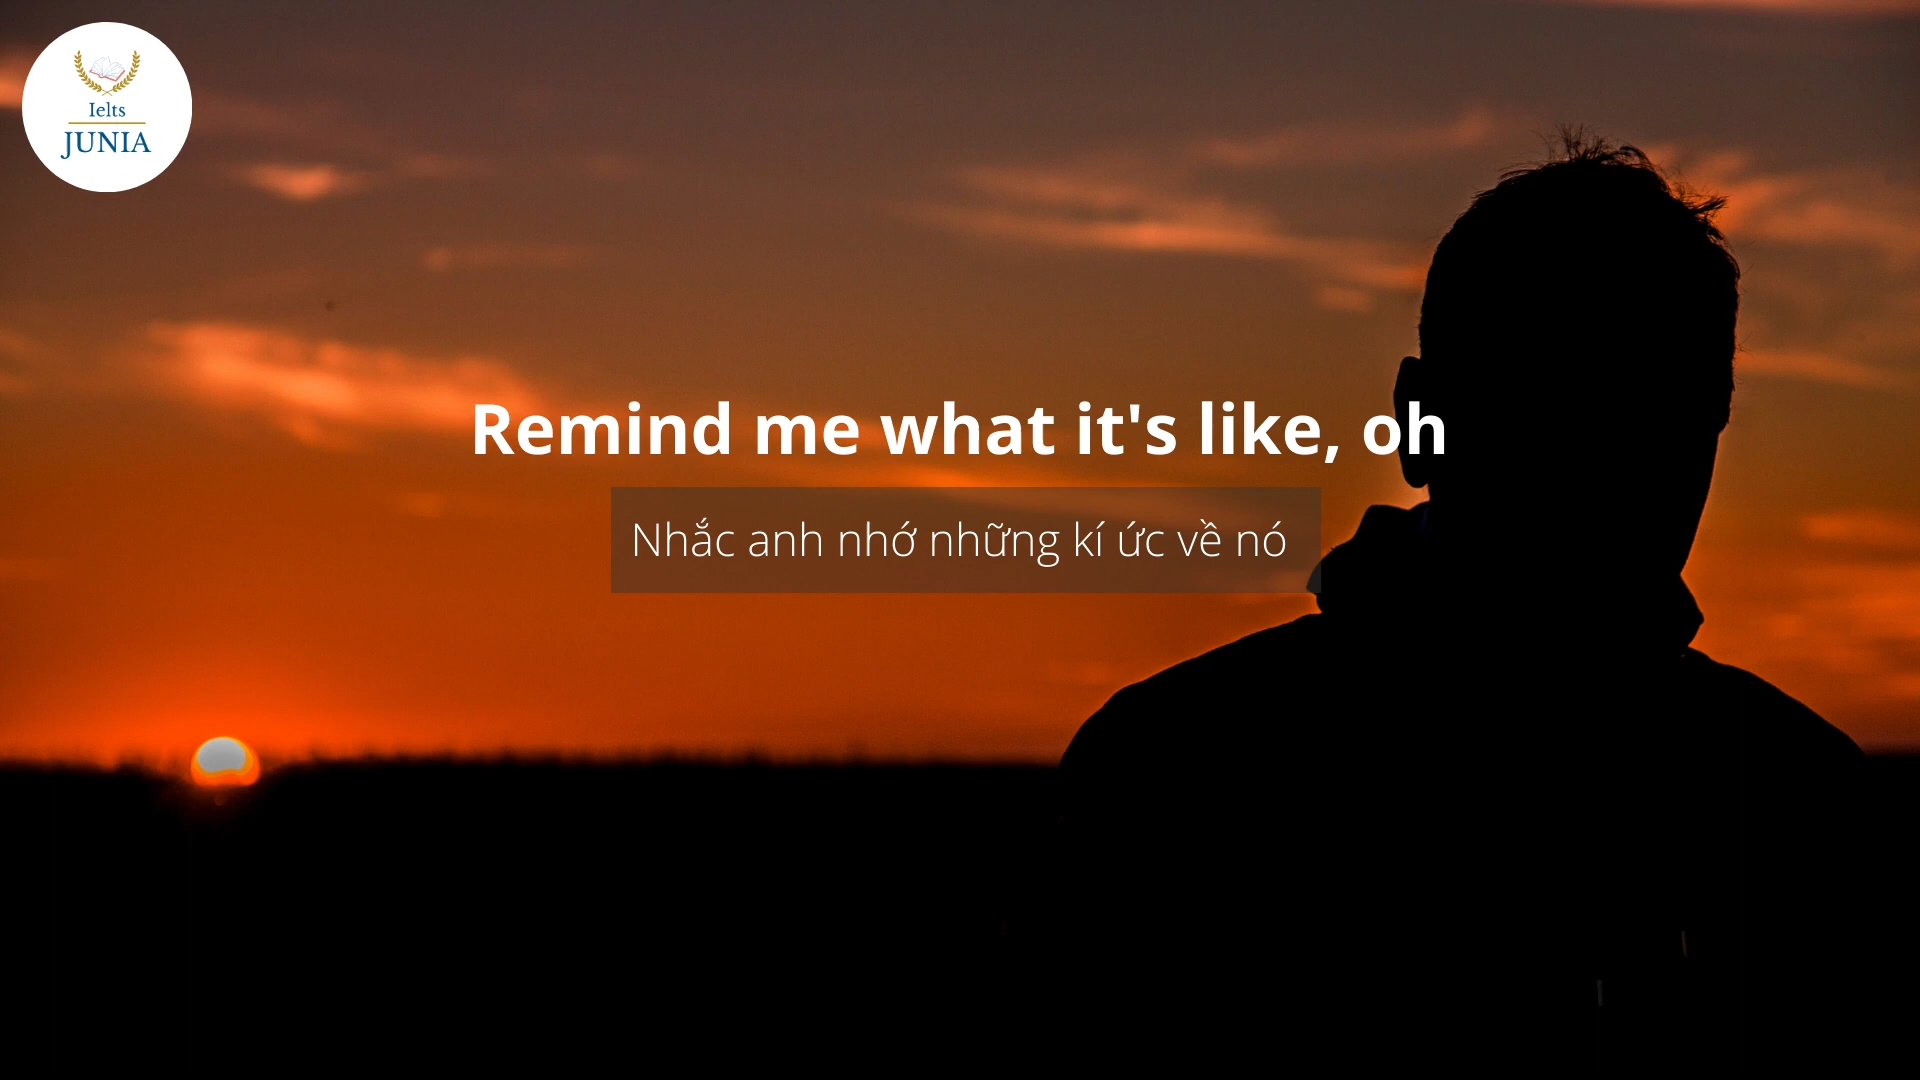 Ielts
JUNIA
Remind me what it's like, oh
Nhắc anh nhớ những kí ức về nó